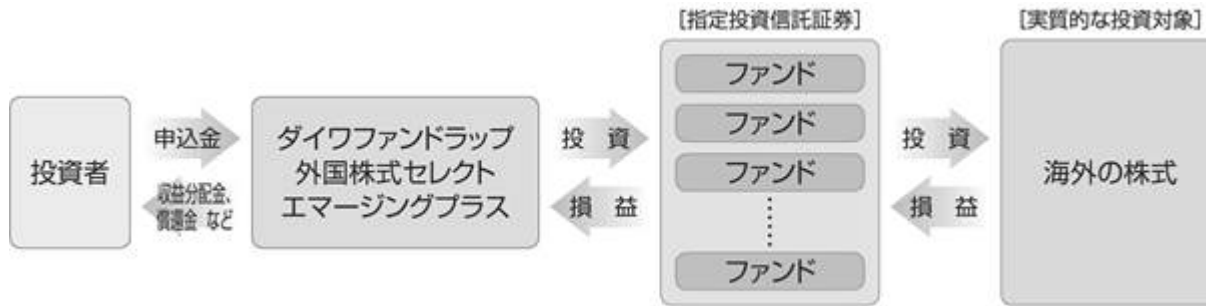 ［指定投資信託証券］
［実質的な投資対象］
投資者
申込金
収益分配金、
償還金 など
ダイワファンドラップ
外国株式セレクト
エマージングプラス
投　資
損　益
ファンド
ファンド
ファンド
ファンド
投　資
損　益
海外の株式